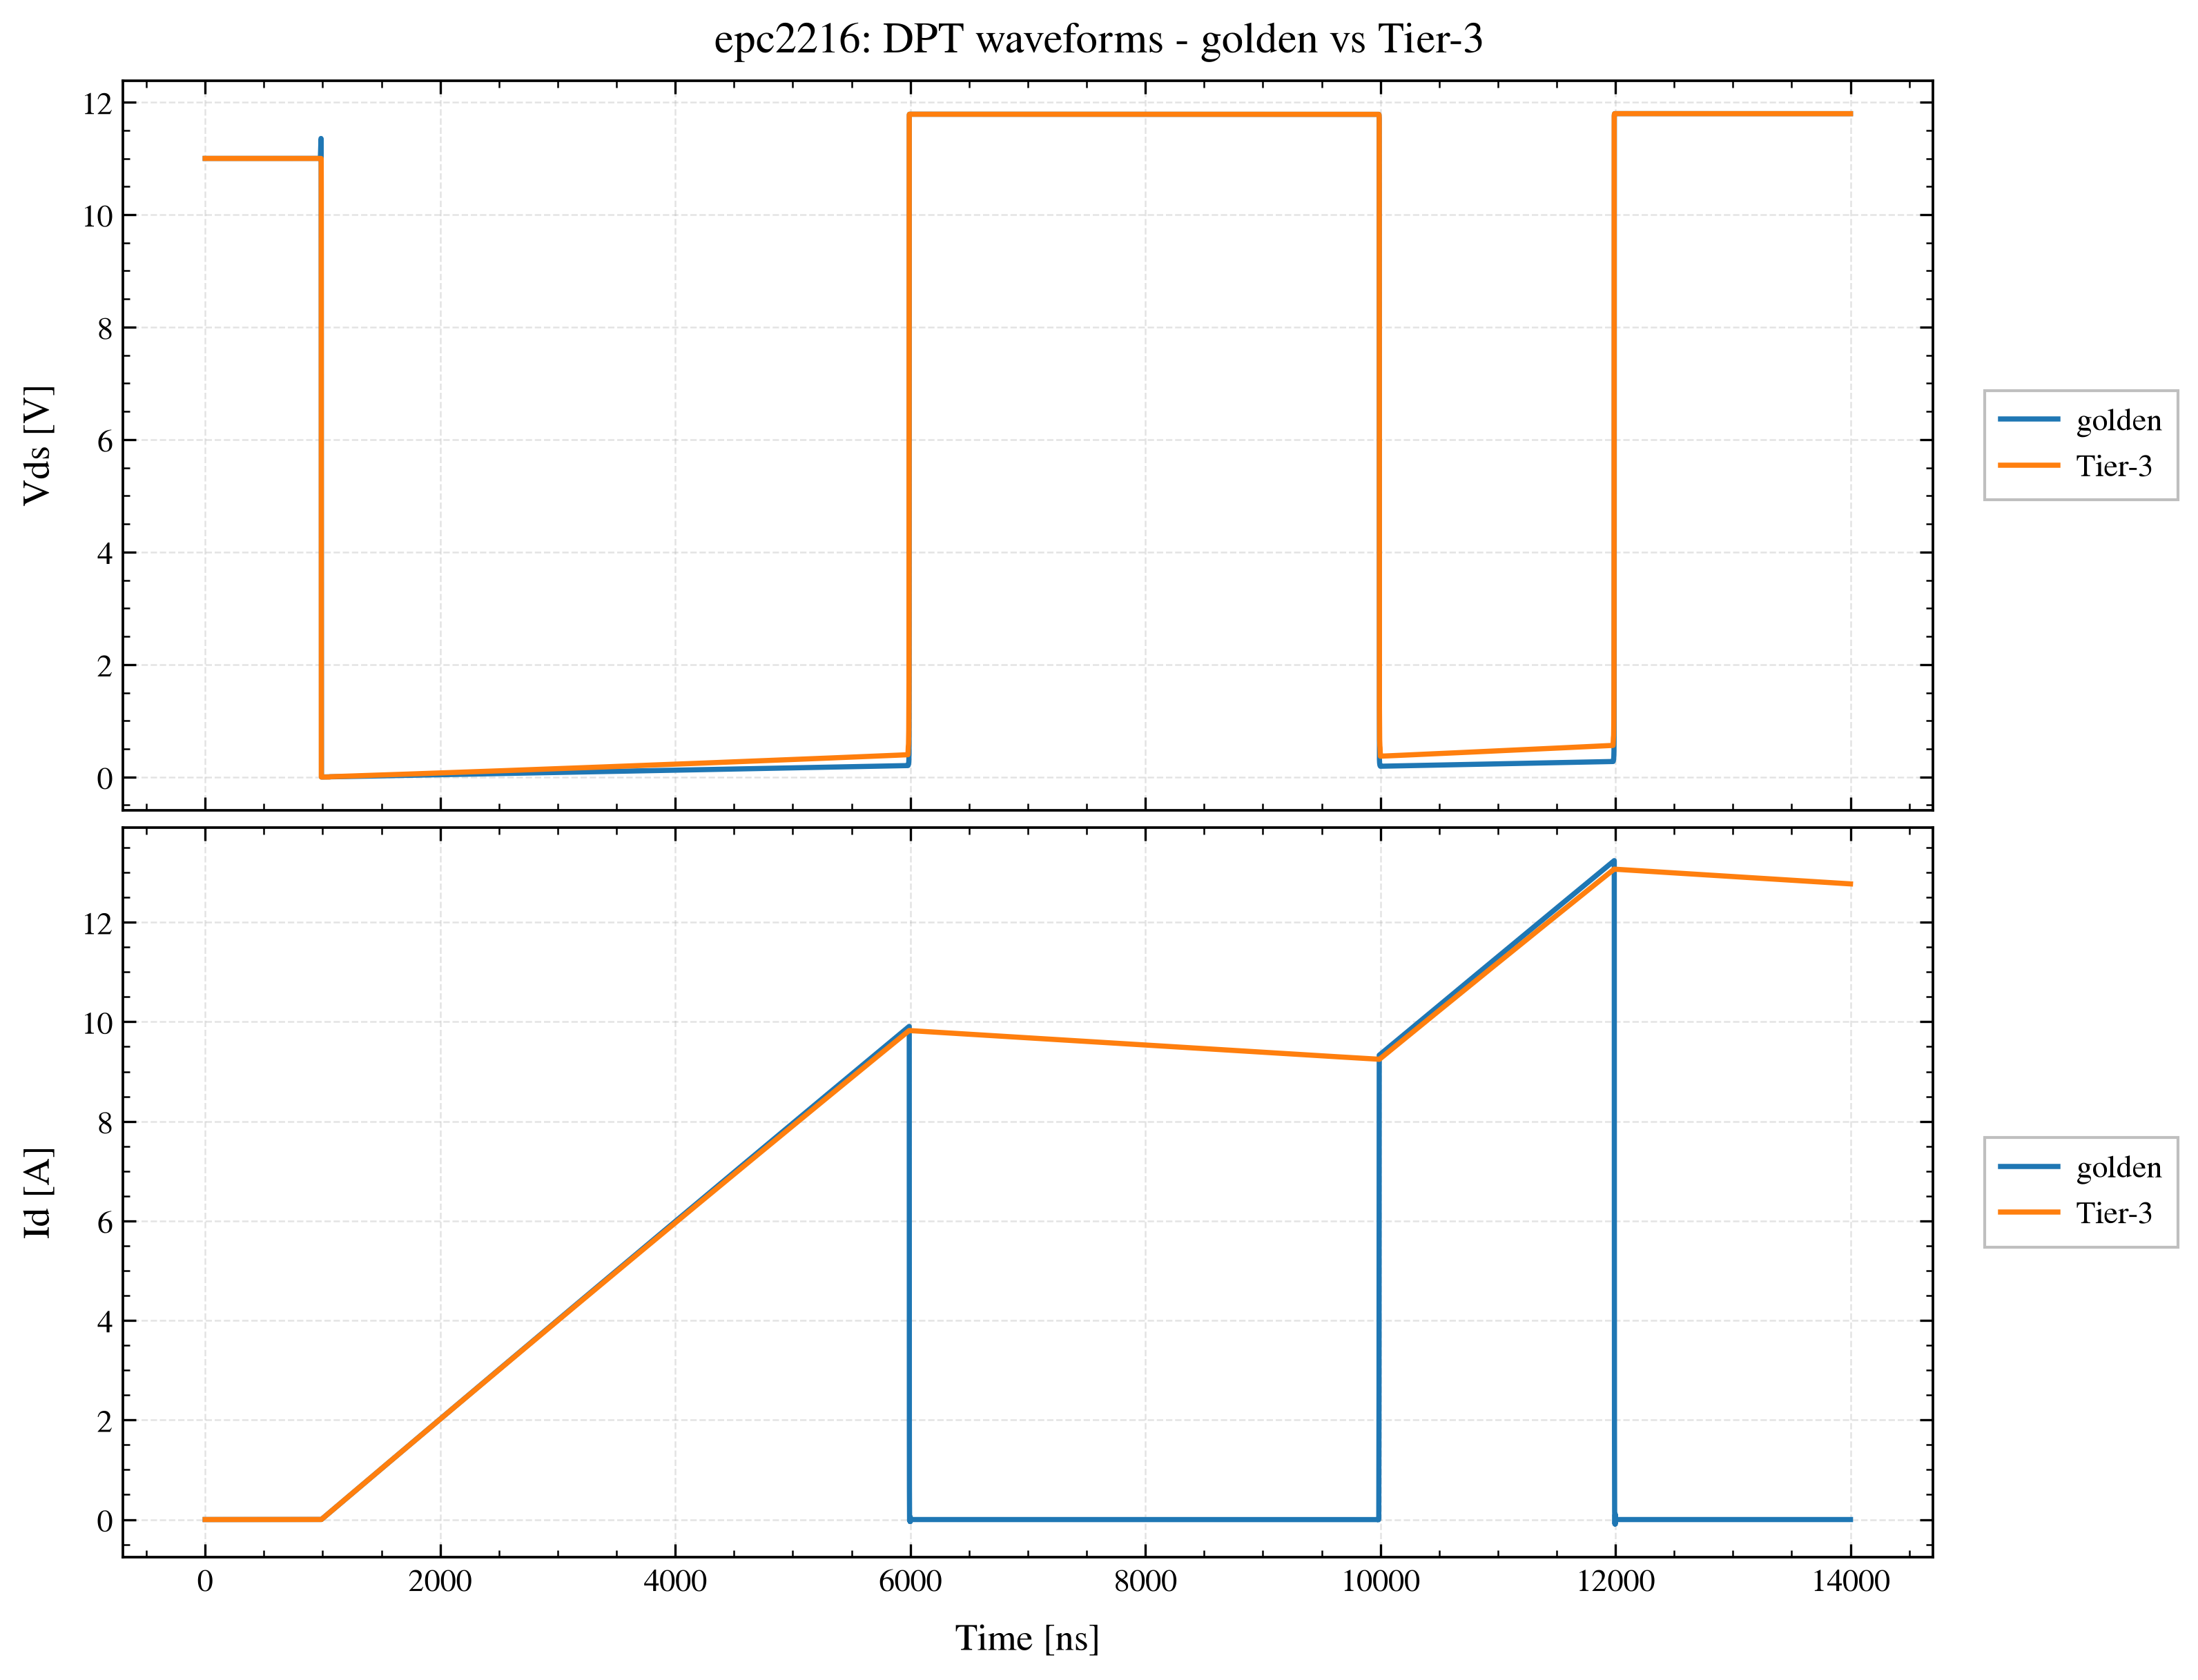 epc2216: DPT waveforms - golden vs Tier-3
12
10
8
6
4
2
0
Vds [V]
golden
Tier-3
12
10
8
6
4
2
0
Id [A]
golden
Tier-3
0 2000 4000 6000 8000 10000 12000 14000
Time [ns]